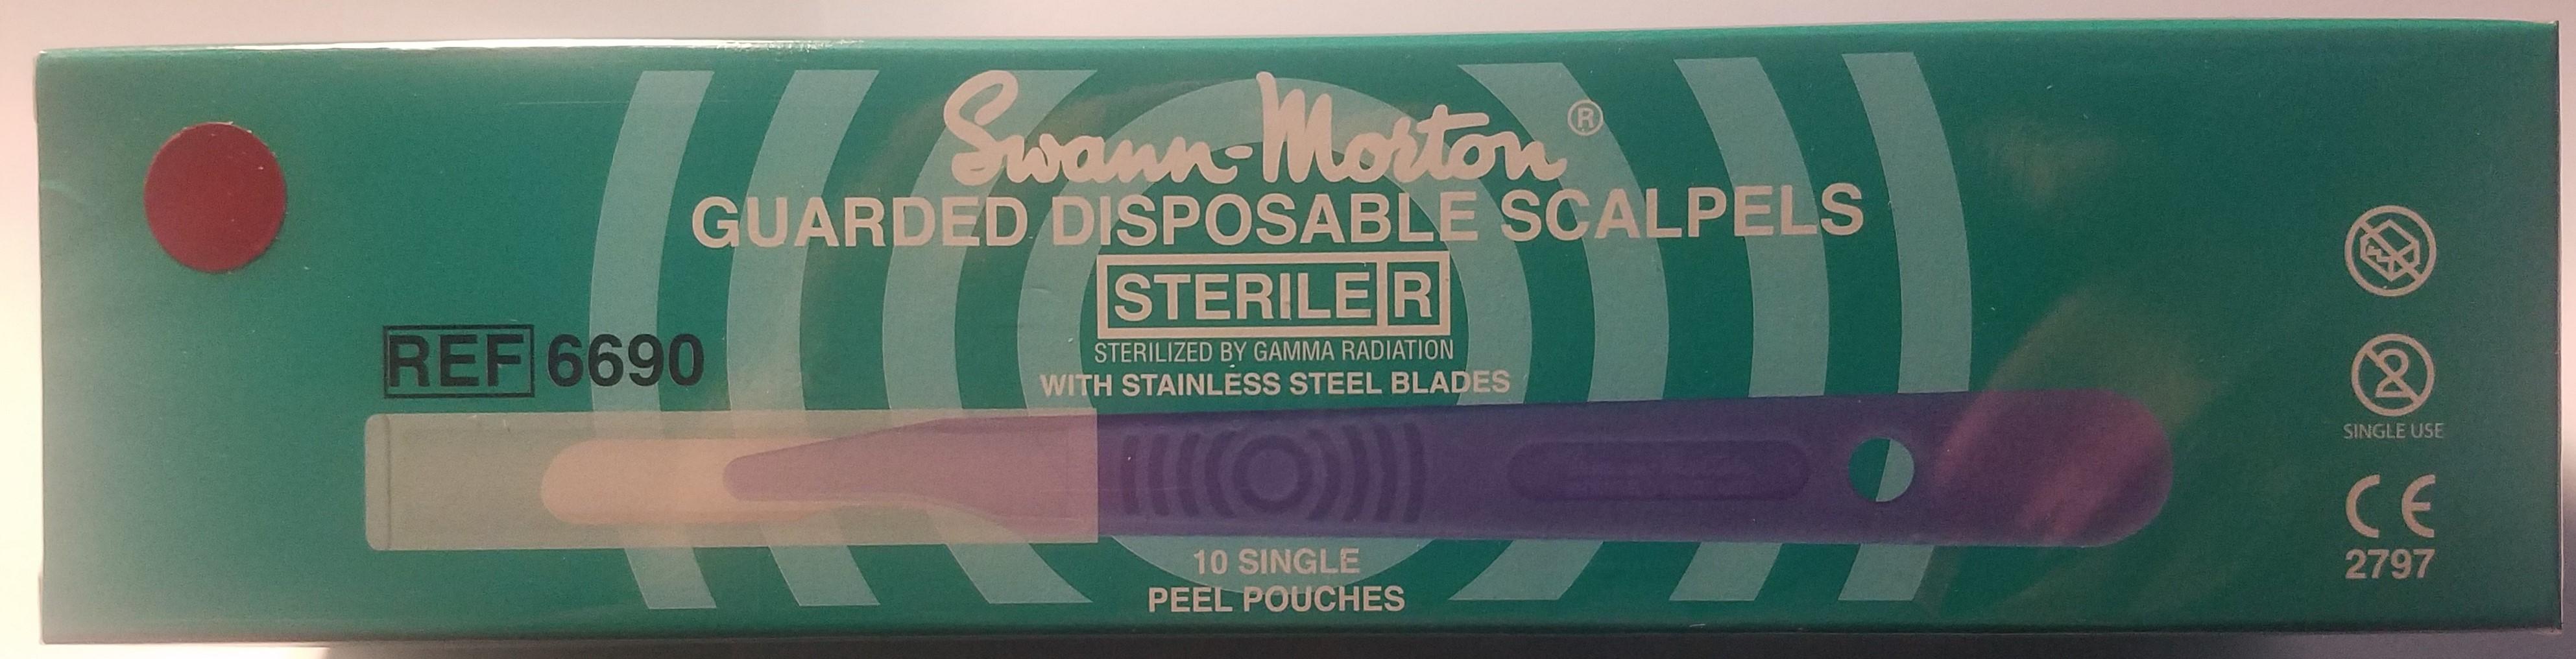 Swann-Morton®
GUARDED DISPOSABLE SCALPELS
STERILE R
STERILIZED BY GAMMA RADIATION
WITH STAINLESS STEEL BLADES
REF 6690
10 SINGLE
PEEL POUCHES
2
SINGLE USE
CE
2797